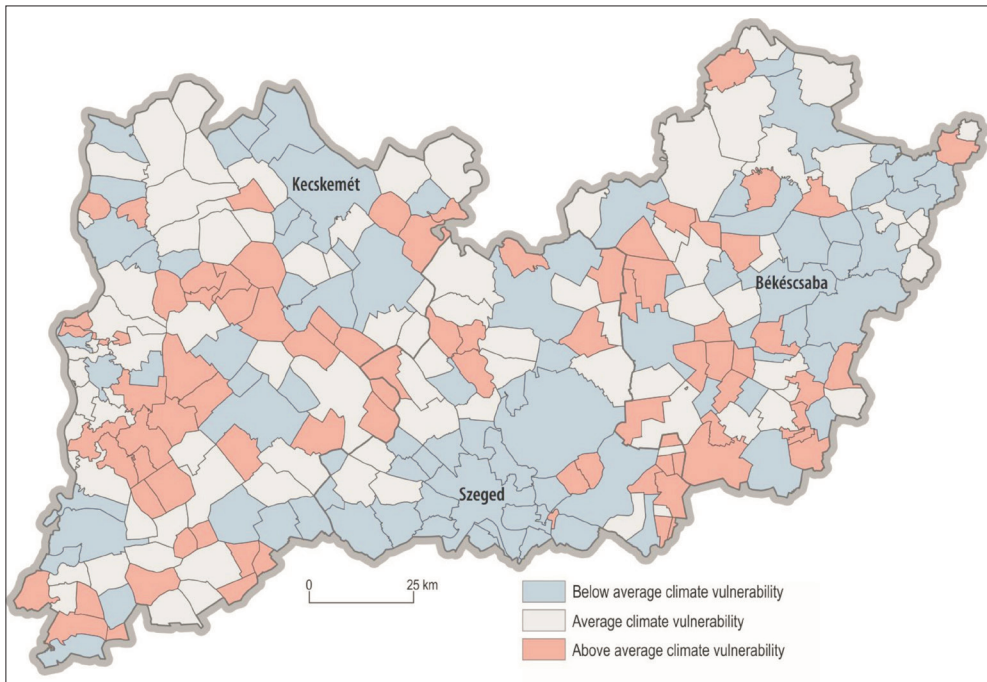 Kecskemét
Békéscsaba
Szeged
0 25 km
Below average climate vulnerability
Average climate vulnerability
Above average climate vulnerability